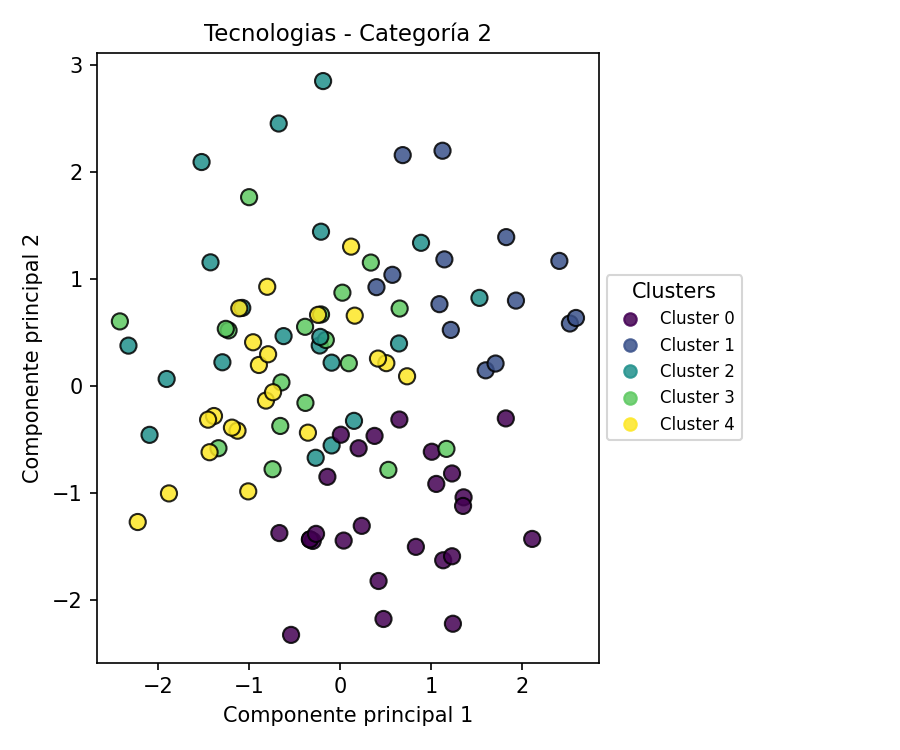 Tecnologias - Categoría 2
Componente principal 2
3
2
1
0
−1
−2
−2 −1 0 1 2
Componente principal 1
Clusters
Cluster 0
Cluster 1
Cluster 2
Cluster 3
Cluster 4